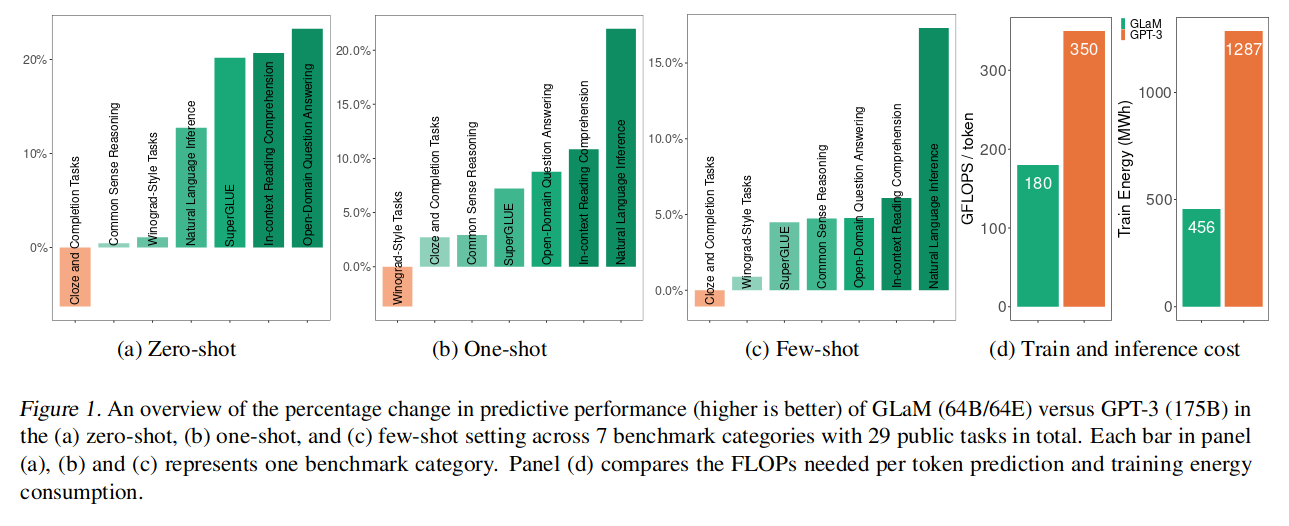 20%
10%
0%
Cloze and Completion Tasks
Common Sense Reasoning
Winograd-Style Tasks
Natural Language Inference
SuperGLUE
In-context Reading Comprehension
Open-Domain Question Answering
(a) Zero-shot
20.0%
15.0%
10.0%
5.0%
0.0%
Winograd-Style Tasks
Cloze and Completion Tasks
Common Sense Reasoning
SuperGLUE
Open-Domain Question Answering
In-context Reading Comprehension
Natural Language Inference
(b) One-shot
15.0%
10.0%
5.0%
0.0%
Cloze and Completion Tasks
Winograd-Style Tasks
SuperGLUE
Common Sense Reasoning
Open-Domain Question Answering
In-context Reading Comprehension
Natural Language Inference
(c) Few-shot
GFLOPS / token
300
200
100
0
180
350
GLaM
GPT-3
Train Energy (MWh)
1000
500
0
456
1287
(d) Train and inference cost
Figure 1. An overview of the percentage change in predictive performance (higher is better) of GLaM (64B/64E) versus GPT-3 (175B) in
the (a) zero-shot, (b) one-shot, and (c) few-shot setting across 7 benchmark categories with 29 public tasks in total. Each bar in panel
(a), (b) and (c) represents one benchmark category. Panel (d) compares the FLOPs needed per token prediction and training energy
consumption.